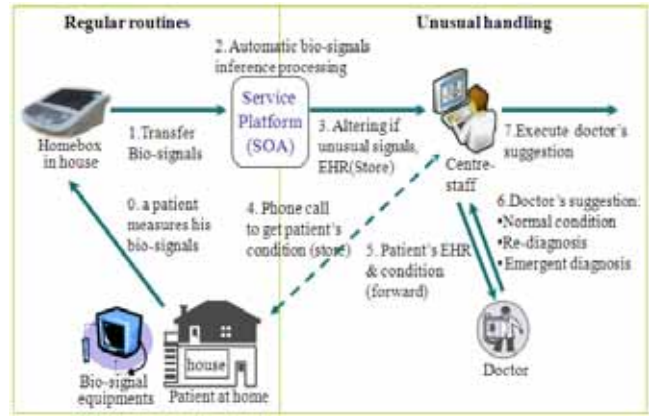 Regular routines
Unusual handling
2. Automatic bio-signals
inference processing
Service
Platform
(SOA)
Homebox
in house
1. Transfer
Bio-signals
3. Altering if
unusual signals,
EHR(Store)
Centre-
staff
7. Execute doctor's
suggestion
0. a patient
measures his
bio-signals
4. Phone call
to get patient's
condition (store)
5. Patient's EHR
& condition
(forward)
6. Doctor's suggestion:
•Normal condition
•Re-diagnosis
•Emergent diagnosis
house
Bio-signal
equipments
Patient at home
Doctor